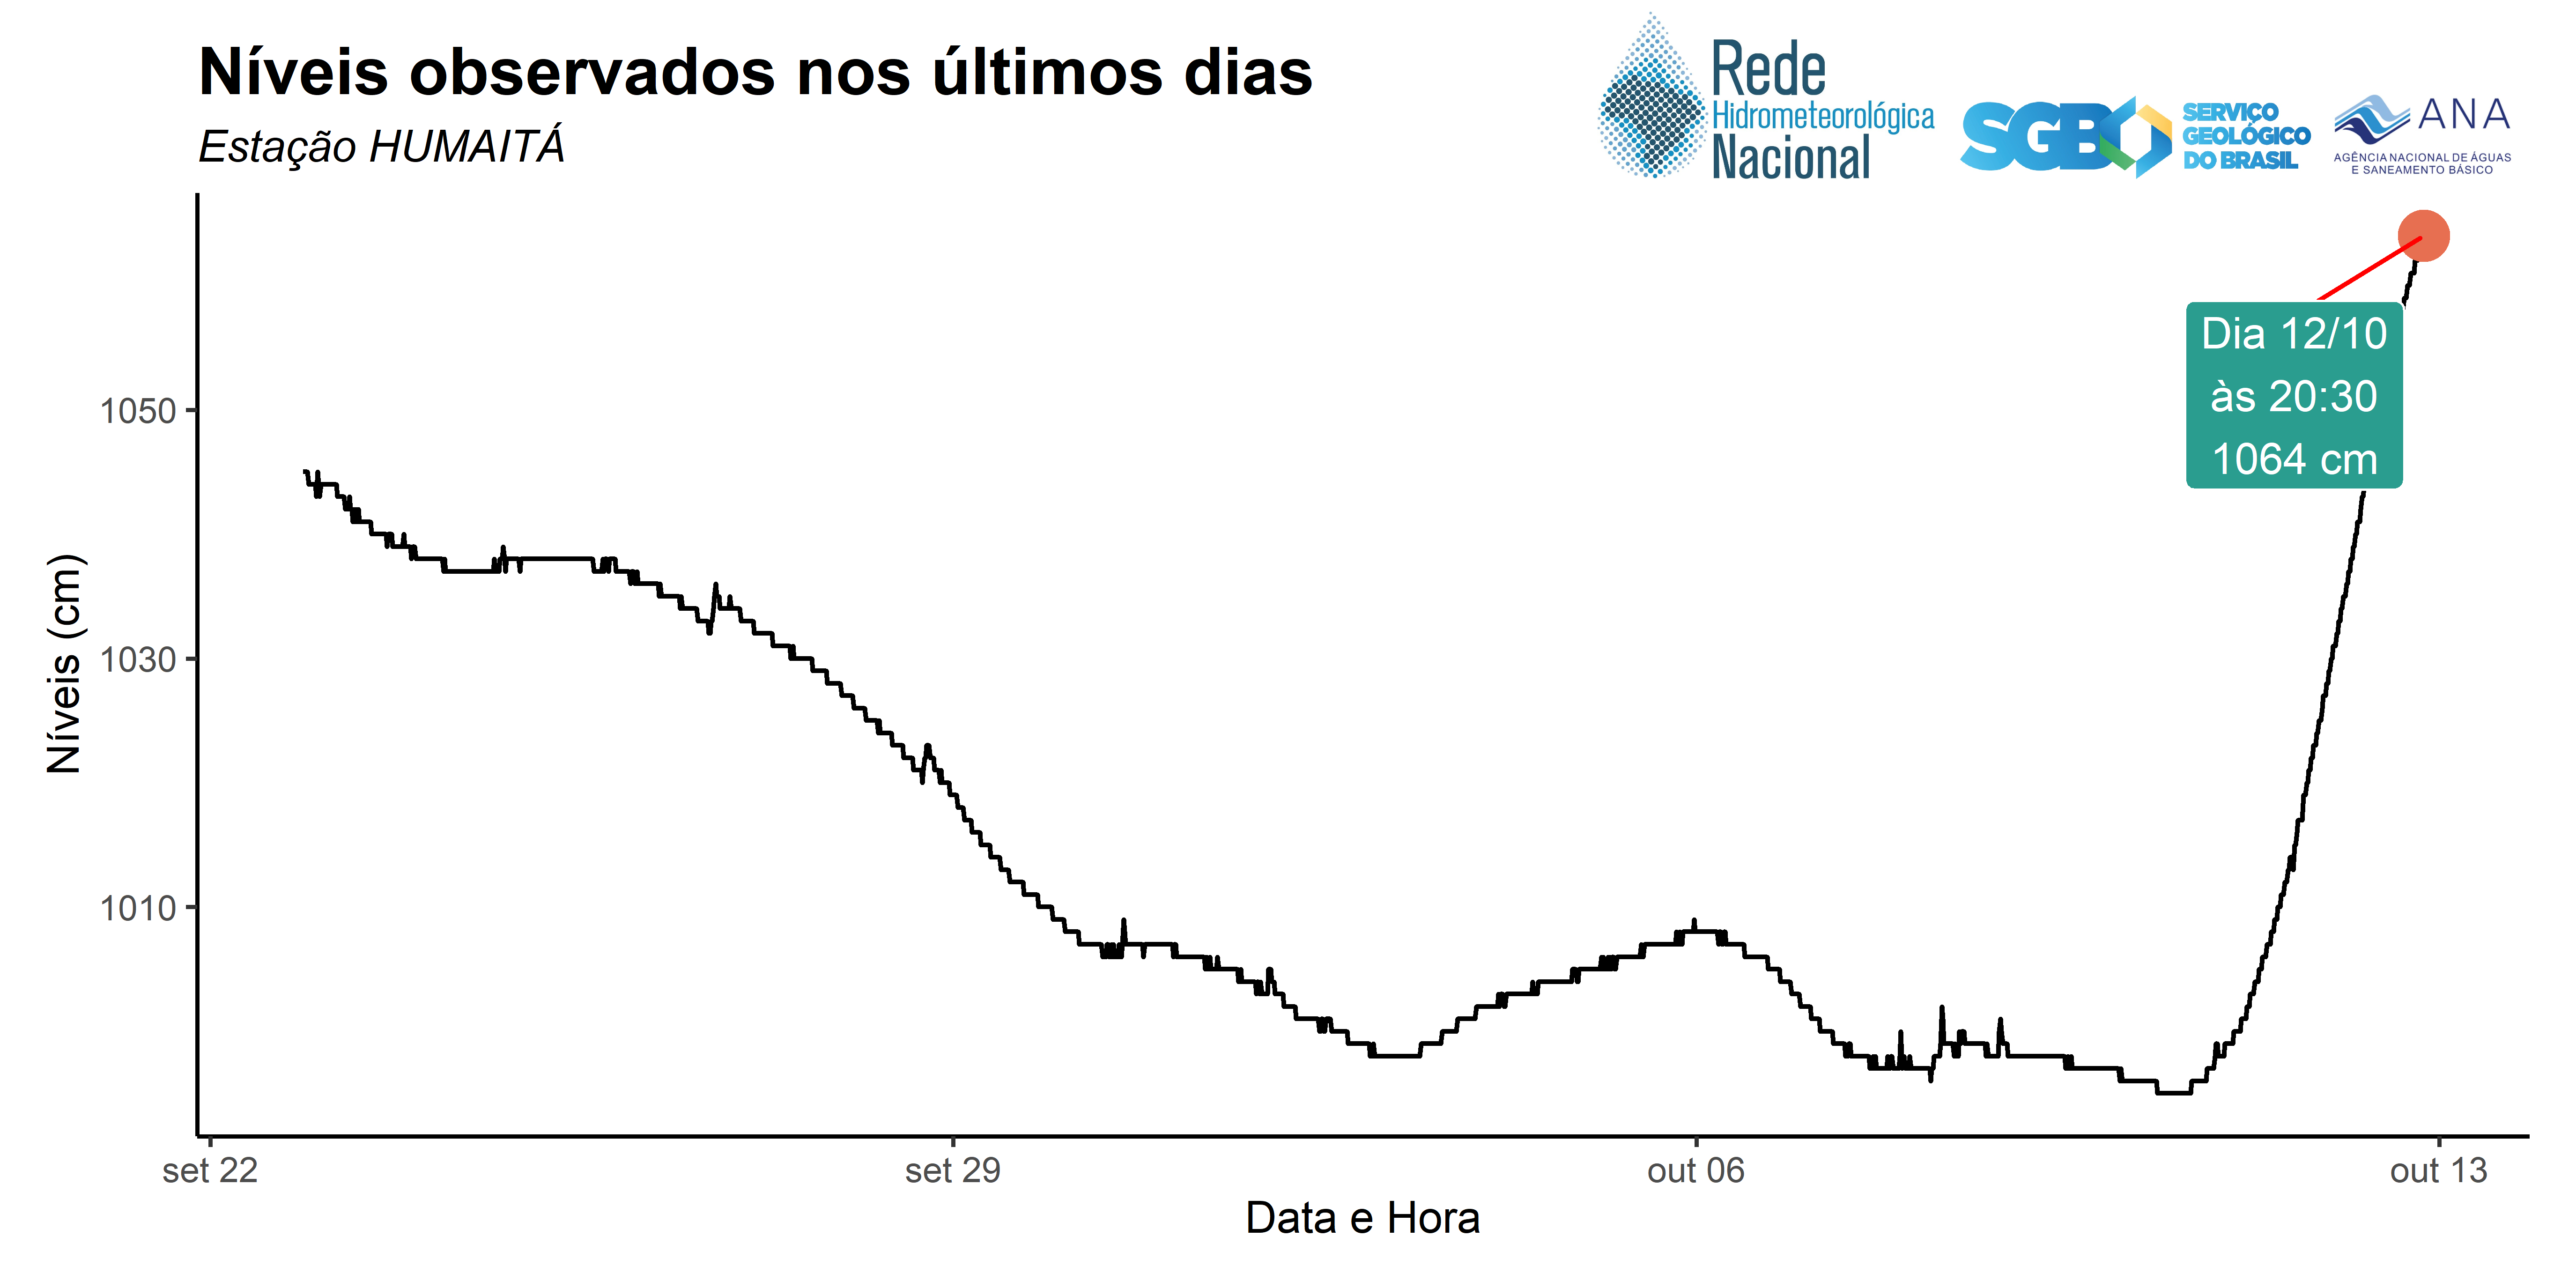 Níveis observados nos últimos dias
Estação HUMAITÁ
Rede
Hidrometeorológica
Nacional
SGB
SERVIÇO
GEOLÓGICO
DO BRASIL
ANA
AGÊNCIA NACIONAL DE ÁGUAS
E SANEAMENTO BÁSICO
Dia 12/10
às 20:30
1064 cm
Níveis (cm)
1050
1030
1010
set 22
set 29
out 06
out 13
Data e Hora